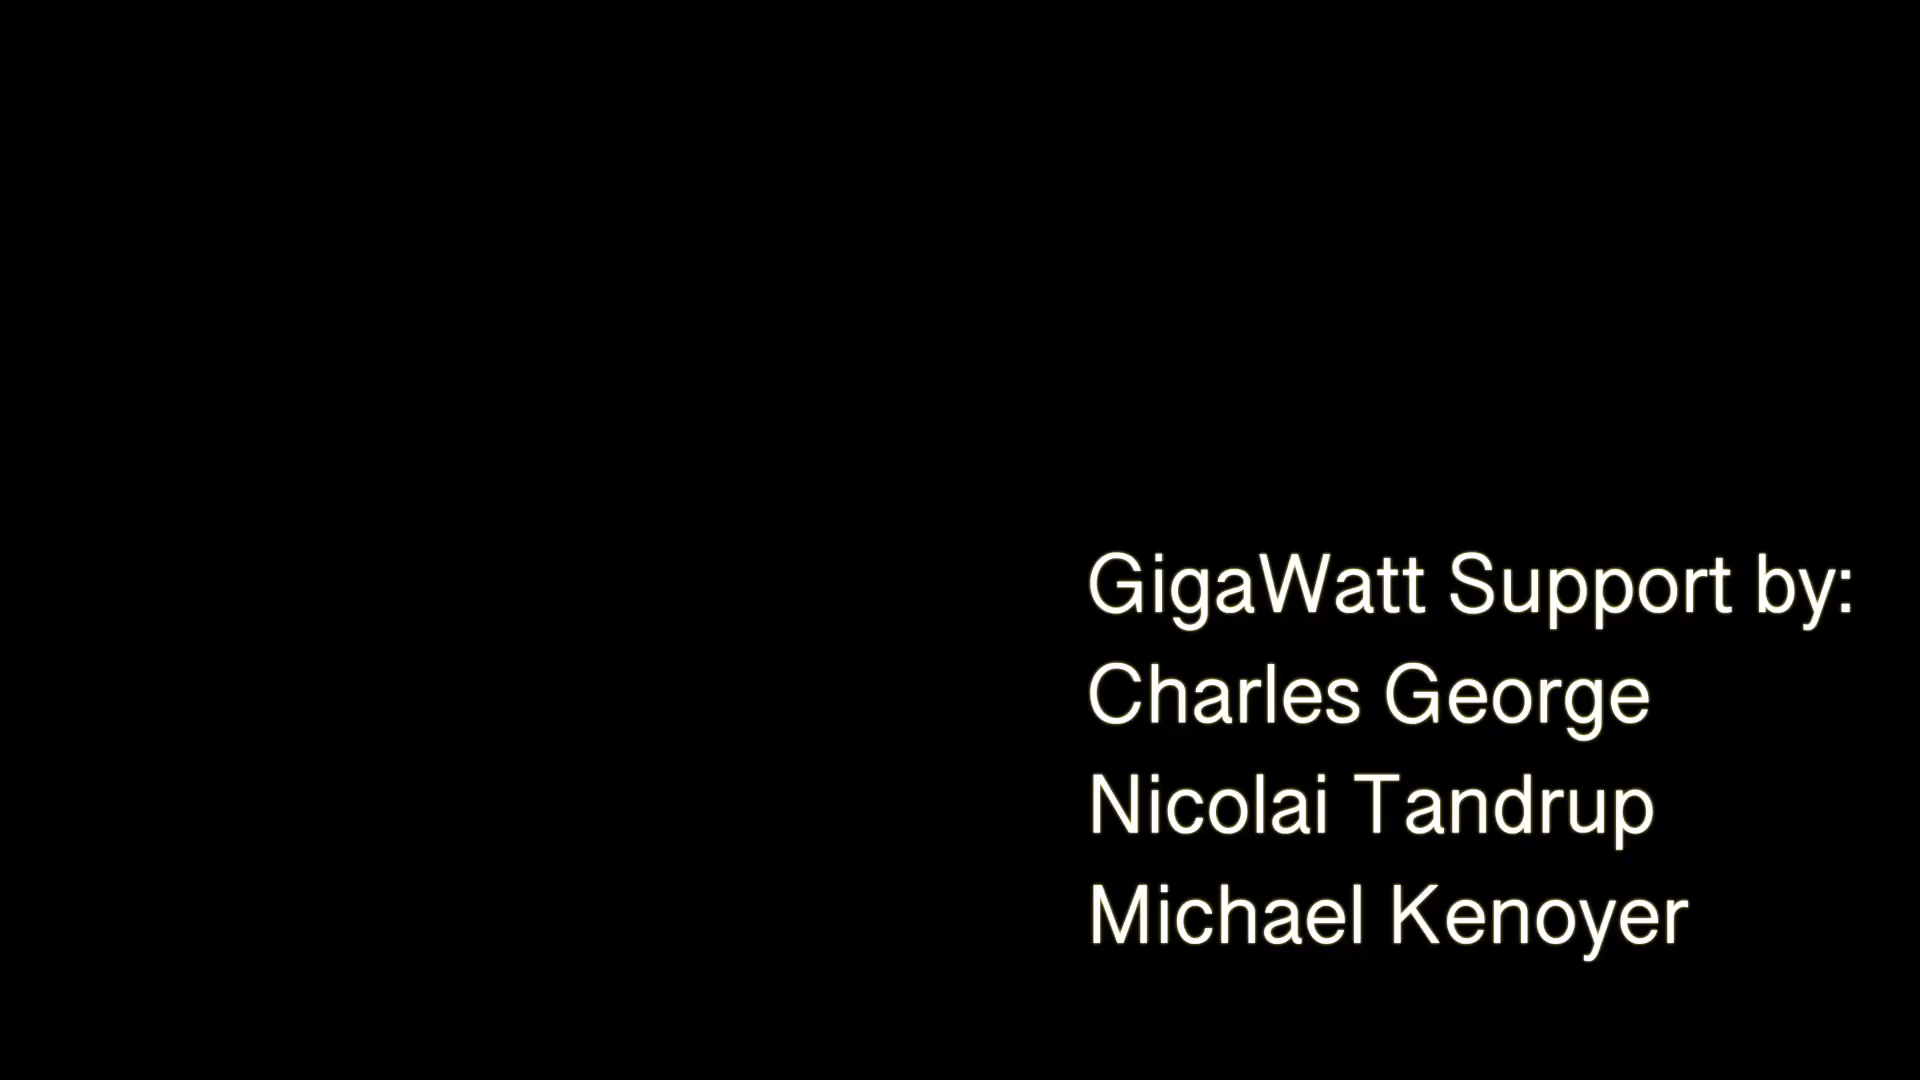 GigaWatt Support by:
Charles George
Nicolai Tandrup
Michael Kenoyer